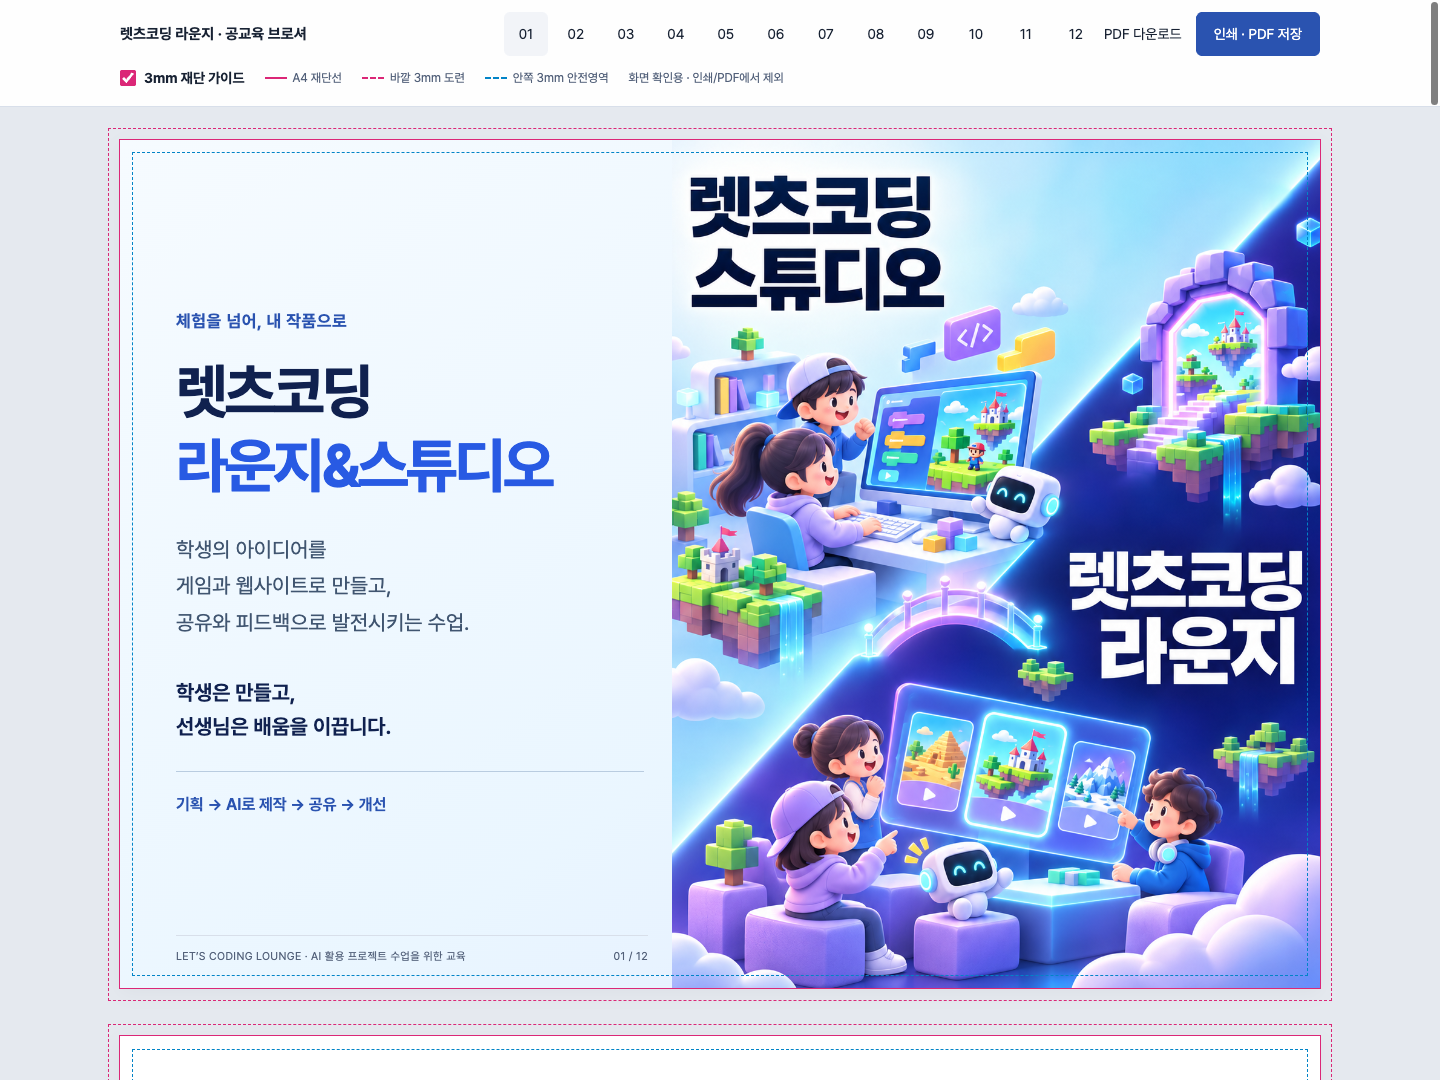 렛츠코딩 라운지 · 공교육 브로셔
01 02 03 04 05 06 07 08 09 10 11 12 PDF 다운로드 인쇄 · PDF 저장
3mm 재단 가이드 A4 재단선 바깥 3mm 도련 안쪽 3mm 안전영역 화면 확인용 · 인쇄/PDF에서 제외
체험을 넘어, 내 작품으로
렛츠코딩
라운지&스튜디오
학생의 아이디어를
게임과 웹사이트로 만들고,
공유와 피드백으로 발전시키는 수업.
학생은 만들고,
선생님은 배움을 이끕니다.
기획 → AI로 제작 → 공유 → 개선
LET'S CODING LOUNGE · AI 활용 프로젝트 수업을 위한 교육
01 / 12
렛츠코딩
스튜디오
</>
렛츠코딩
라운지